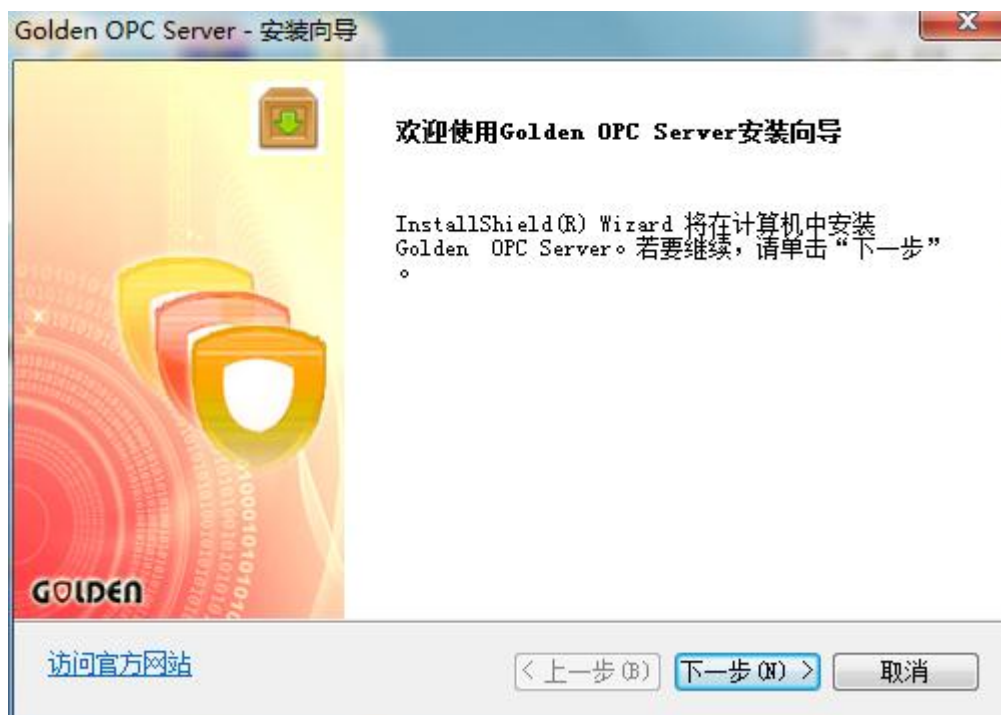 Golden OPC Server - 安装向导
欢迎使用Golden OPC Server安装向导
InstallShield(R) Wizard 将在计算机中安装
Golden OPC Server。若要继续，请单击“下一步”
。
GOLDEN
访问官方网站
< 上一步(B)
下一步(N) >
取消